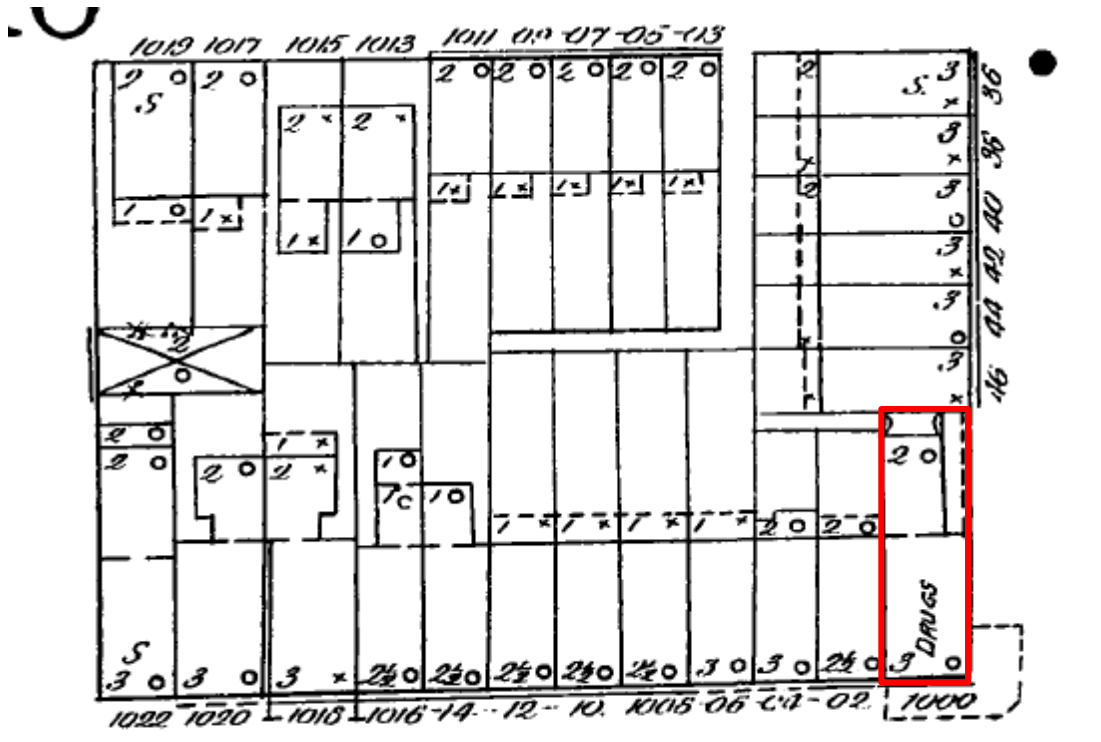 1019 1017 1015 1013 1011 09 -07 -05 -03
2 o 2 o 2 x 2 x 2 o 2 o 2 o 2 o 2 o 2 S. 3 x 36
S
3 x
1 o 1 x 1 x 1 o 1 x 1 x 1 x 1 x 1 x 2 3 40
3 x 42
3 o 44
2 o 3 x 46
2 o
2 o 2 o 1 x 2 x 1 o 2 o
1 o
1 x 1 x 1 x 1 x 2 o 2 o
DRUGS
S
3 o 3 o 3 x 2½ o 2½ o 2½ o 2½ o 2½ o 3 o 3 o 2½ o 3 o
1022 1020 1018 1016 -14 -12 -10 1008 -06 -04 -02 1000